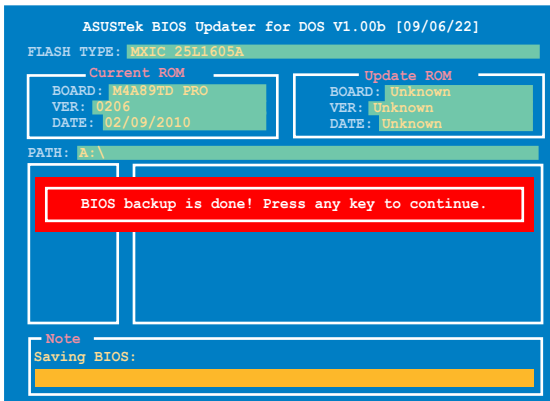 ASUSTek BIOS Updater for DOS V1.00b [09/06/22]
FLASH TYPE: MXIC 25L1605A
Current ROM
BOARD: M4A89TD PRO
VER: 0206
DATE: 02/09/2010
Update ROM
BOARD: Unknown
VER: Unknown
DATE: Unknown
PATH: A:\
BIOS backup is done! Press any key to continue.
Note
Saving BIOS: